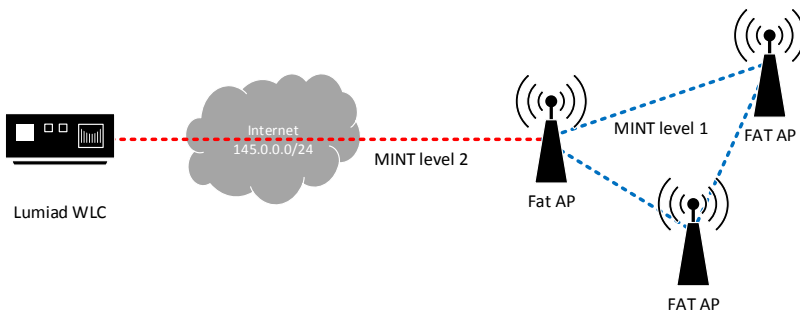 Internet
145.0.0.0/24
MINT level 2
MINT level 1
FAT AP
Lumiad WLC
Fat AP
FAT AP